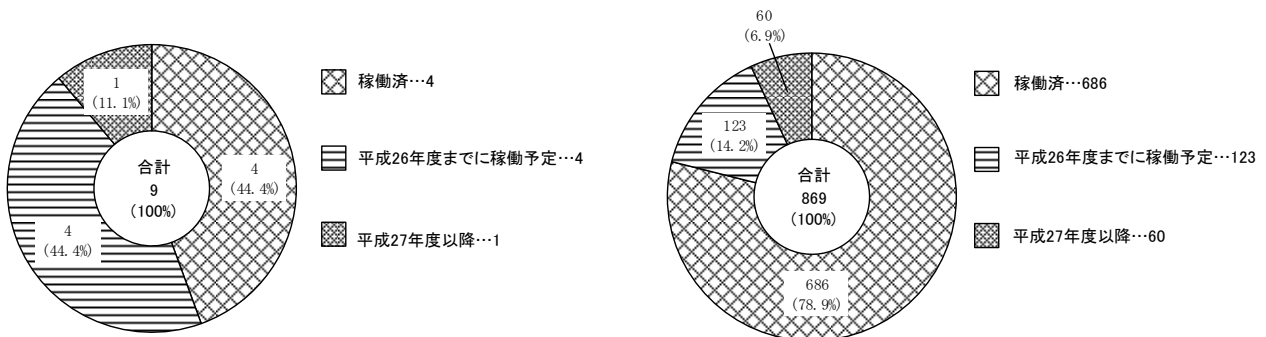 1
(11.1%)
4
(44.4%)
4
(44.4%)
合計
9
(100%)
稼働済…4
平成26年度までに稼働予定…4
平成27年度以降…1
60
(6.9%)
123
(14.2%)
合計
869
(100%)
686
(78.9%)
稼働済…686
平成26年度までに稼働予定…123
平成27年度以降…60